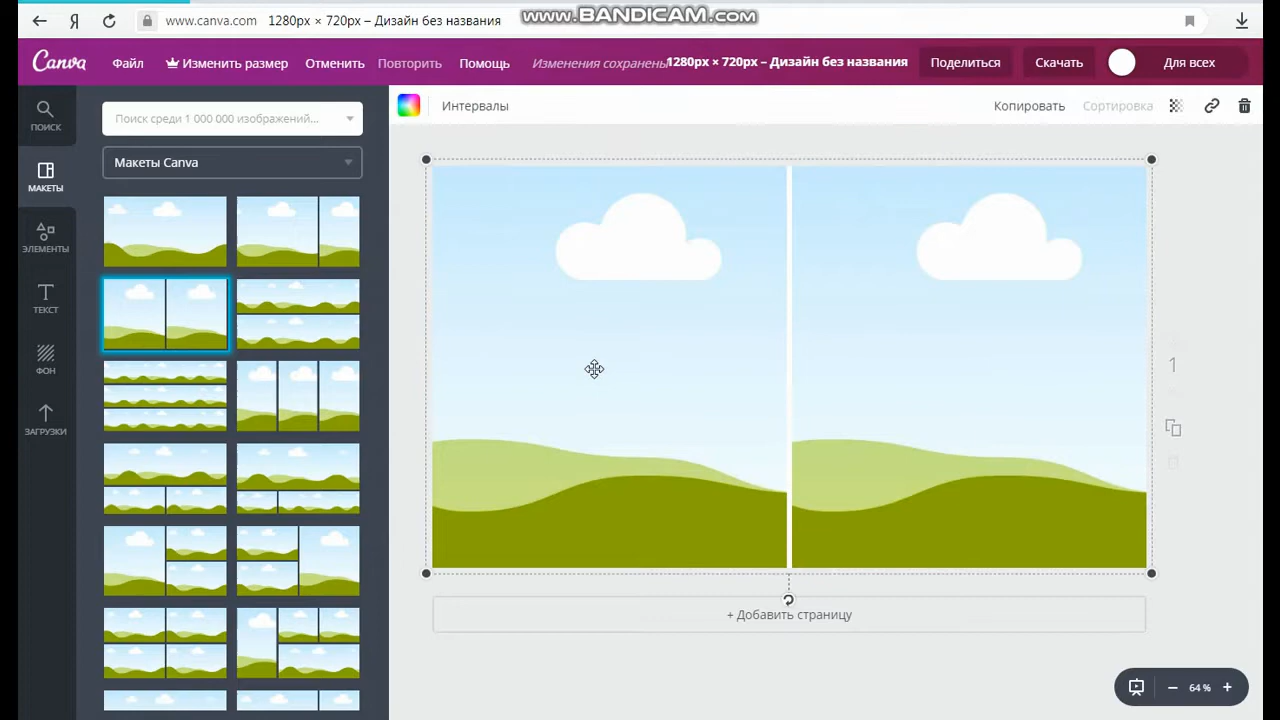 www.BANDICAM.com
Я www.canva.com 1280px × 720px – Дизайн без названия
Canva Файл Изменить размер Отменить Повторить Помощь Изменения сохранены 1280px × 720px – Дизайн без названия Поделиться Скачать Для всех
Поиск среди 1 000 000 изображений...
Интервалы Копировать Сортировка
ПОИСК
Макеты Canva
МАКЕТЫ
ЭЛЕМЕНТЫ
ТЕКСТ
ФОН
ЗАГРУЗКИ
1
+ Добавить страницу
64 %